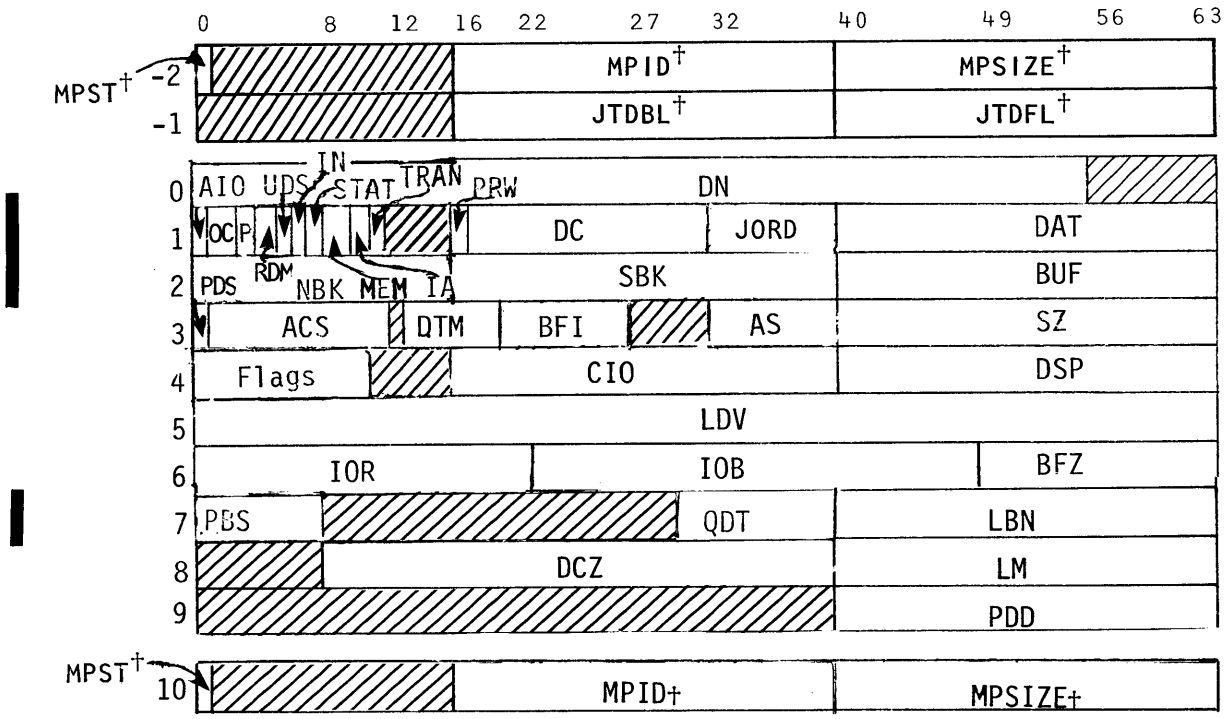 0 8 12 16 22 27 32 40 49 56 63
MPST† -2 MPID† MPSIZE†
-1 JTDBL† JTDFL†
IN
0 AIO UDS STAT TRAN PRW DN
1 OC P DC JORD DAT
RDM
2 PDS NBK MEM IA SBK BUF
3 ACS QTM BFI AS SZ
4 Flags CIO DSP
5 LDV
6 IOR IOB BFZ
7 PBS QDT LBN
8 DCZ LM
9 PDD
MPST†
10 MPID† MPSIZE†